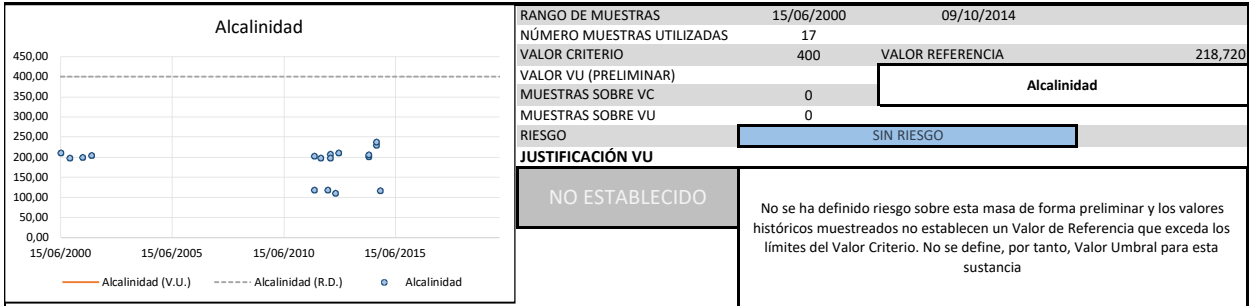 Alcalinidad
450,00
400,00
350,00
300,00
250,00
200,00
150,00
100,00
50,00
0,00
15/06/2000 15/06/2005 15/06/2010 15/06/2015
Alcalinidad (V.U.) Alcalinidad (R.D.) Alcalinidad
RANGO DE MUESTRAS 15/06/2000 09/10/2014
NÚMERO MUESTRAS UTILIZADAS 17
VALOR CRITERIO 400 VALOR REFERENCIA 218,720
VALOR VU (PRELIMINAR)
Alcalinidad
MUESTRAS SOBRE VC 0
MUESTRAS SOBRE VU 0
RIESGO SIN RIESGO
JUSTIFICACIÓN VU
NO ESTABLECIDO
No se ha definido riesgo sobre esta masa de forma preliminar y los valores
históricos muestreados no establecen un Valor de Referencia que exceda los
límites del Valor Criterio. No se define, por tanto, Valor Umbral para esta
sustancia